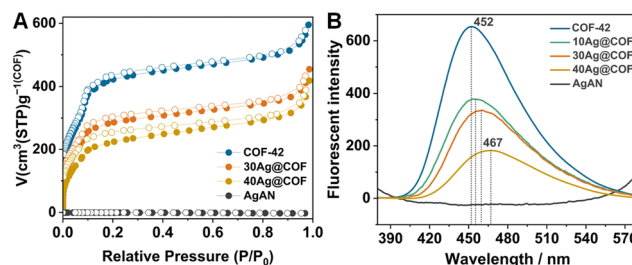 A
V(cm³(STP)g⁻¹(COF)
600
400
200
0
COF-42
30Ag@COF
40Ag@COF
AgAN
0.0 0.2 0.4 0.6 0.8 1.0
Relative Pressure (P/P₀)
B
Fluorescent intensity
600
400
200
0
452
467
COF-42
10Ag@COF
30Ag@COF
40Ag@COF
AgAN
390 420 450 480 510 540 570
Wavelength / nm